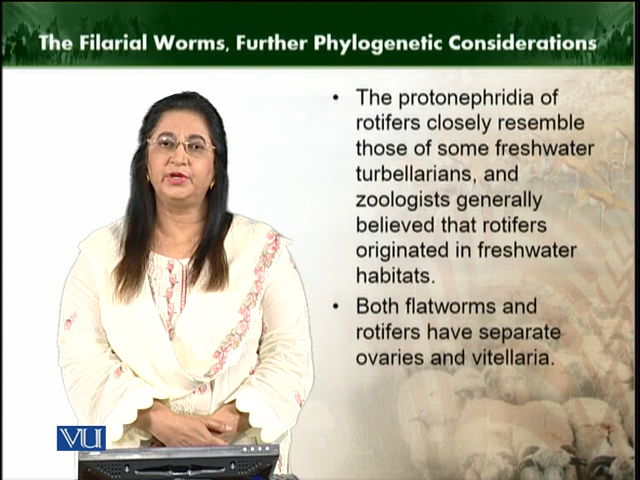 The Filarial Worms, Further Phylogenetic Considerations
• The protonephridia of
rotifers closely resemble
those of some freshwater
turbellarians, and
zoologists generally
believed that rotifers
originated in freshwater
habitats.
• Both flatworms and
rotifers have separate
ovaries and vitellaria.
VU